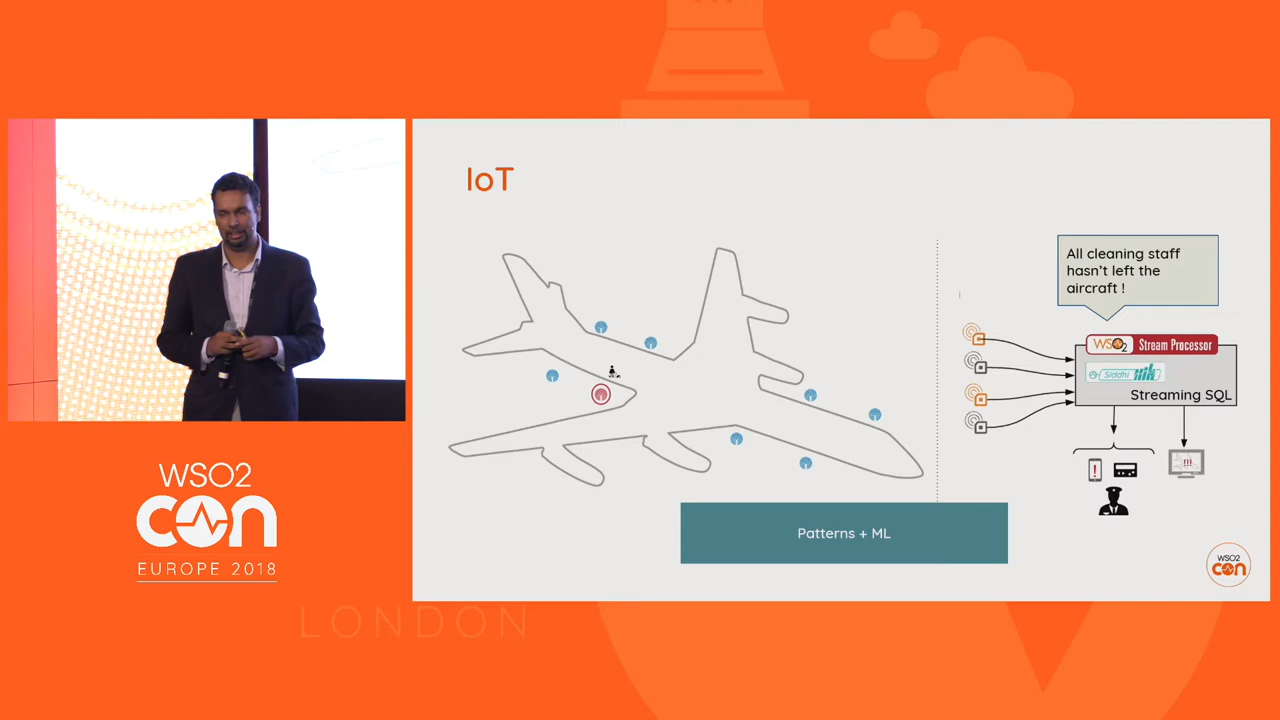 IoT
All cleaning staff
hasn't left the
aircraft !
WSO2 Stream Processor
Siddhi
Streaming SQL
!
Patterns + ML
WSO2
CON
EUROPE 2018
WSO2
CON
LONDON